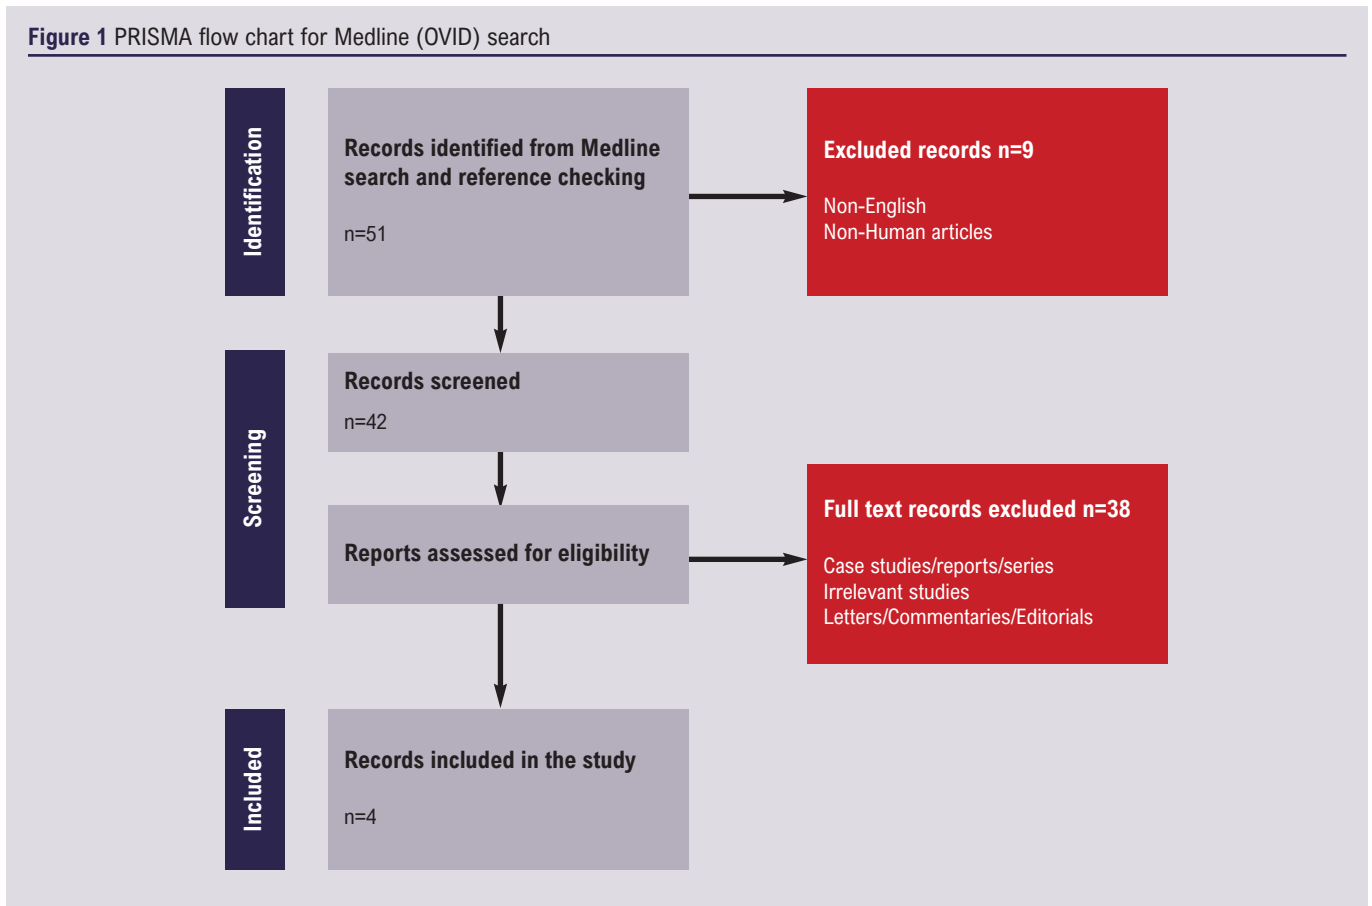 Figure 1 PRISMA flow chart for Medline (OVID) search
Identification
Records identified from Medline
search and reference checking
n=51
Excluded records n=9
Non-English
Non-Human articles
Screening
Records screened
n=42
Reports assessed for eligibility
Full text records excluded n=38
Case studies/reports/series
Irrelevant studies
Letters/Commentaries/Editorials
Included
Records included in the study
n=4